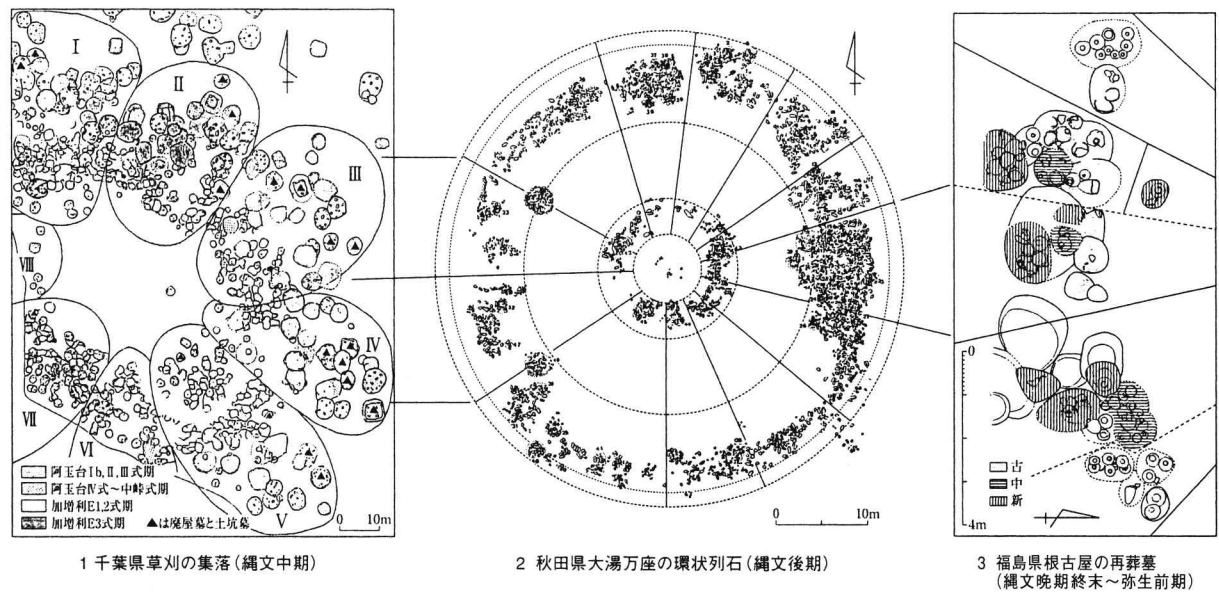 I
II
III
VIII
IV
VII
VI
V
阿玉台Ⅰb,Ⅱ,Ⅲ式期
阿玉台Ⅳ式〜中峠式期
加曽利E1,2式期
加曽利E3式期
▲は廃屋墓と土坑墓
0 10m
1 千葉県草刈の集落(縄文中期)
0 10m
2 秋田県大湯万座の環状列石(縄文後期)
0
古
中
新
4m
3 福島県根古屋の再葬墓
(縄文晩期終末〜弥生前期)